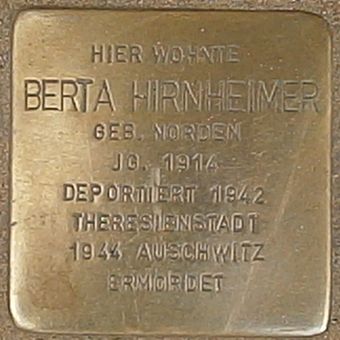 HIER WOHNTE
BERTA HIRNHEIMER
GEB. NORDEN
JG. 1914
DEPORTIERT 1942
THERESIENSTADT
1944 AUSCHWITZ
ERMORDET